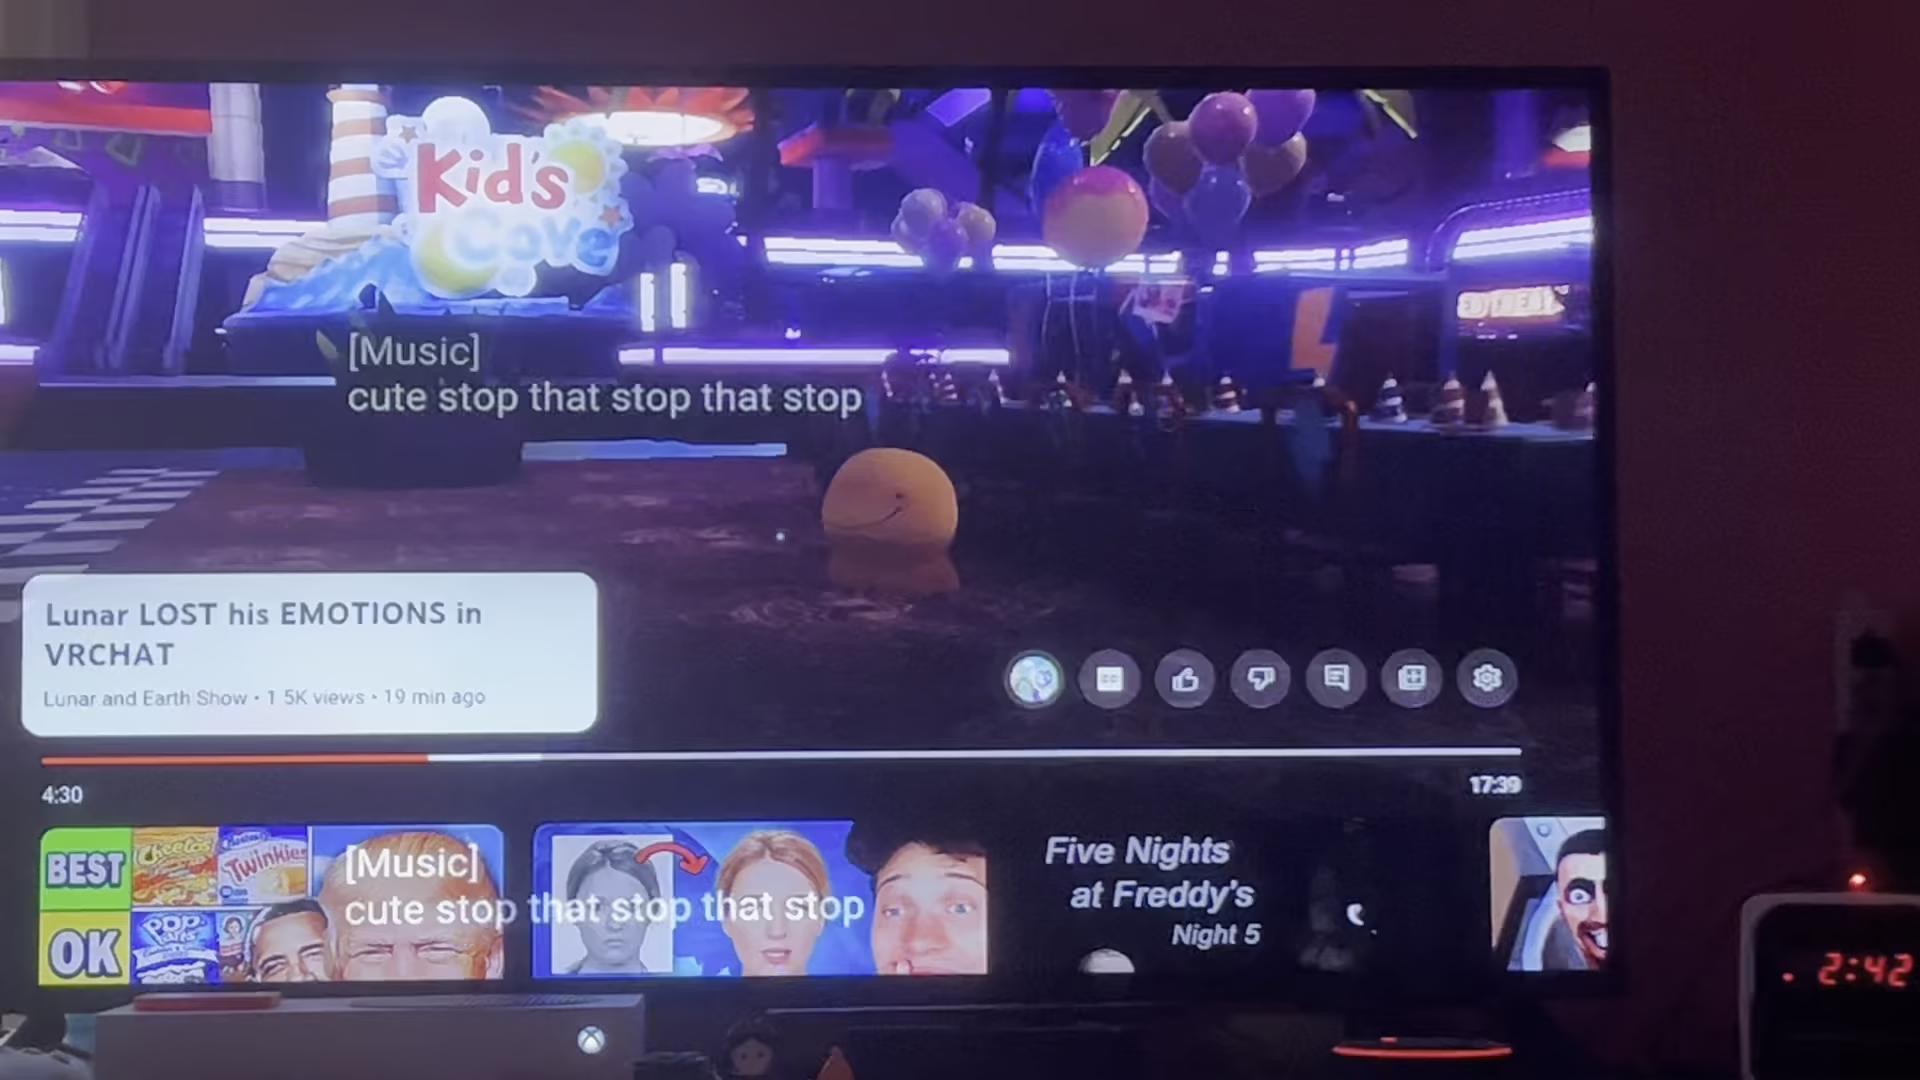 Kid's
Cove
[Music]
cute stop that stop that stop
Lunar LOST his EMOTIONS in
VRCHAT
Lunar and Earth Show • 1 5K views • 19 min ago
CC
4:30
17:39
BEST
Cheetos
Twinkies
OK
POP
[Music]
cute stop that stop that stop
Five Nights
at Freddy's
Night 5
2:42